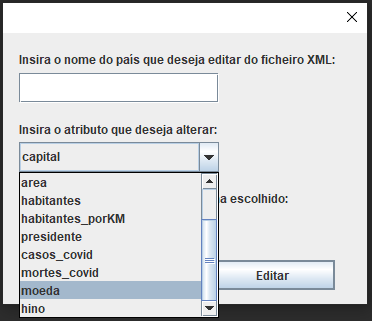 Insira o nome do país que deseja editar do ficheiro XML:
Insira o atributo que deseja alterar:
capital
area
habitantes
a escolhido:
habitantes_porKM
presidente
casos_covid
mortes_covid
Editar
moeda
hino